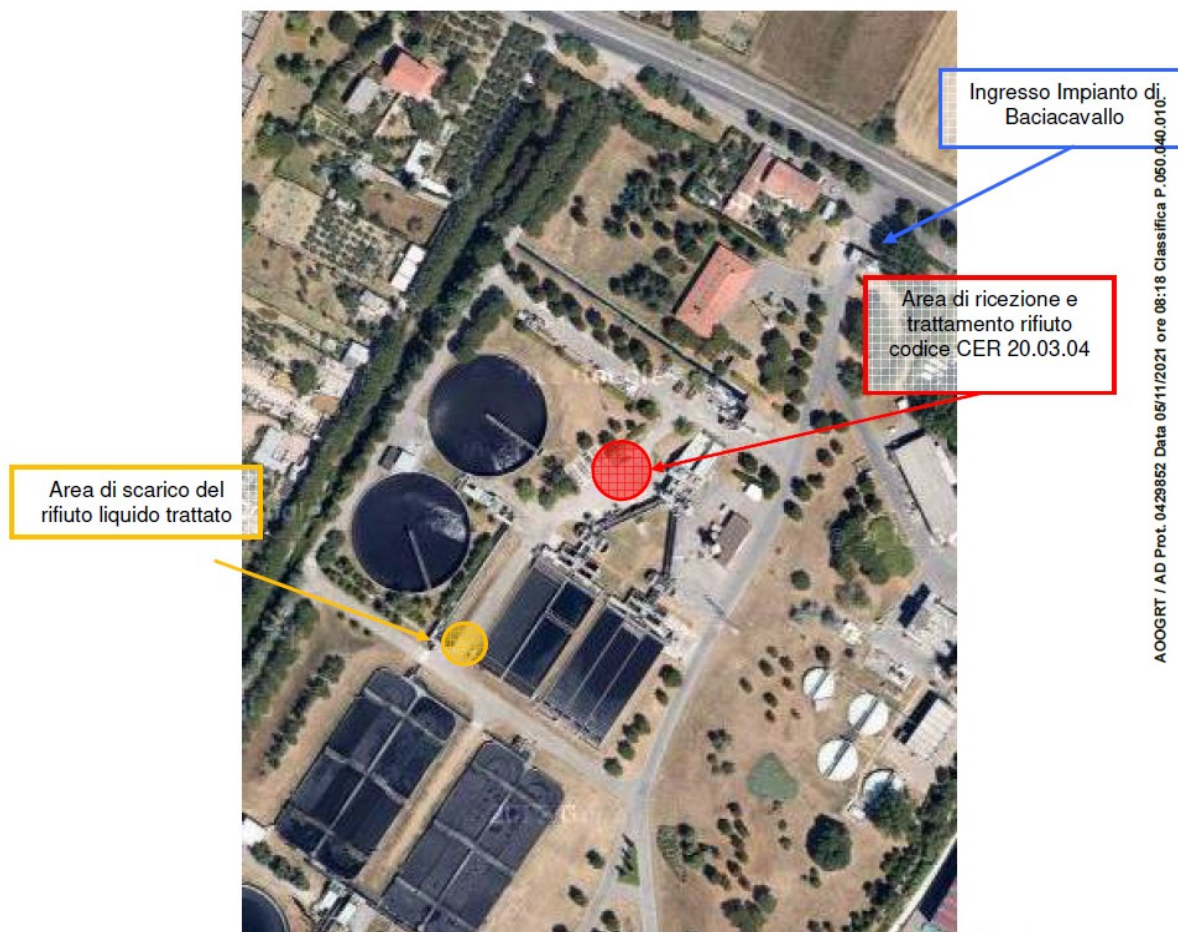 Ingresso Impianto di
Baciacavallo
Area di ricezione e
trattamento rifiuto
codice CER 20.03.04
Area di scarico del
rifiuto liquido trattato
AOOGRT / AD Prot. 0429852 Data 05/11/2021 ore 08:18 Classifica P.050.040.010.